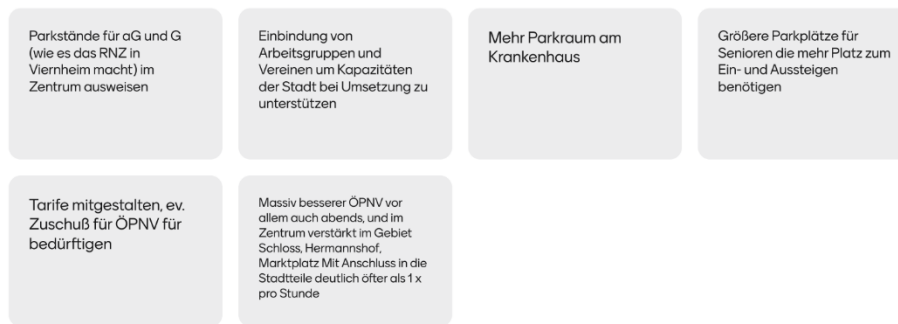 Parkstände für aG und G
(wie es das RNZ in
Viernheim macht) im
Zentrum ausweisen
Einbindung von
Arbeitsgruppen und
Vereinen um Kapazitäten
der Stadt bei Umsetzung zu
unterstützen
Mehr Parkraum am
Krankenhaus
Größere Parkplätze für
Senioren die mehr Platz zum
Ein- und Aussteigen
benötigen
Tarife mitgestalten, ev.
Zuschuß für ÖPNV für
bedürftigen
Massiv besserer ÖPNV vor
allem auch abends, und im
Zentrum verstärkt im Gebiet
Schloss, Hermannshof,
Marktplatz Mit Anschluss in die
Stadtteile deutlich öfter als 1 x
pro Stunde